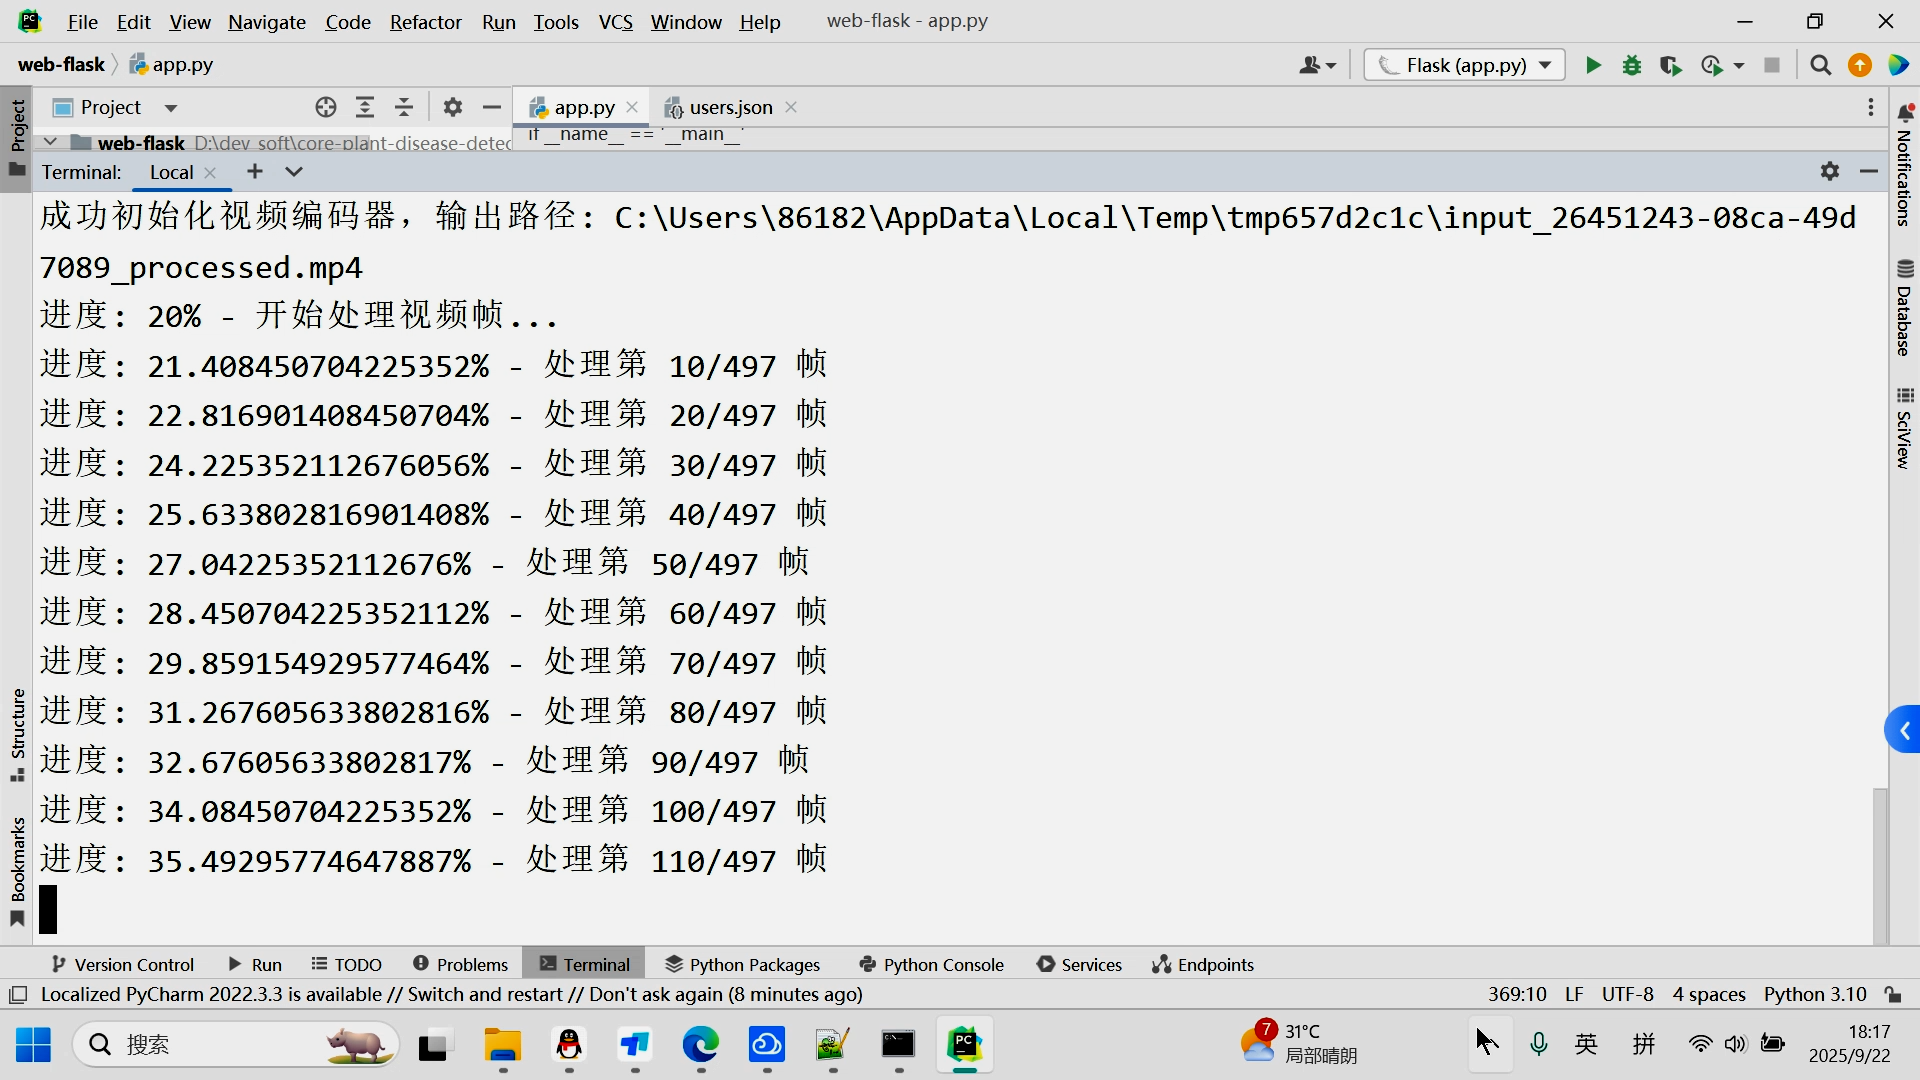 File Edit View Navigate Code Refactor Run Tools VCS Window Help web-flask - app.py
web-flask app.py Flask (app.py)
Project app.py users.json
web-flask D:\dev_soft\core-plant-disease-detec if __name__ == '__main__'
Terminal: Local
成功初始化视频编码器，输出路径: C:\Users\86182\AppData\Local\Temp\tmp657d2c1c\input_26451243-08ca-49d
7089_processed.mp4
进度: 20% - 开始处理视频帧...
进度: 21.408450704225352% - 处理第 10/497 帧
进度: 22.816901408450704% - 处理第 20/497 帧
进度: 24.225352112676056% - 处理第 30/497 帧
进度: 25.633802816901408% - 处理第 40/497 帧
进度: 27.04225352112676% - 处理第 50/497 帧
进度: 28.450704225352112% - 处理第 60/497 帧
进度: 29.859154929577464% - 处理第 70/497 帧
进度: 31.267605633802816% - 处理第 80/497 帧
进度: 32.67605633802817% - 处理第 90/497 帧
进度: 34.08450704225352% - 处理第 100/497 帧
进度: 35.49295774647887% - 处理第 110/497 帧
Project
Structure
Bookmarks
Notifications
Database
SciView
Version Control Run TODO Problems Terminal Python Packages Python Console Services Endpoints
Localized PyCharm 2022.3.3 is available // Switch and restart // Don't ask again (8 minutes ago) 369:10 LF UTF-8 4 spaces Python 3.10
搜索 7 31°C 局部晴朗 英 拼 18:17
2025/9/22